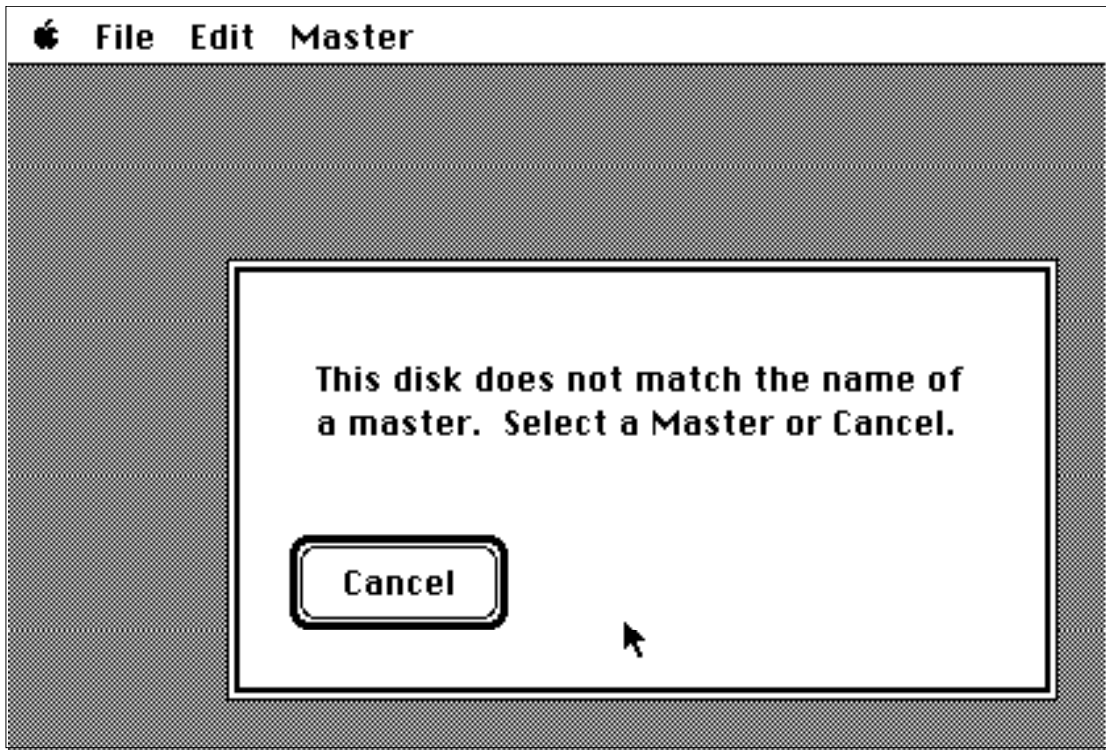 File Edit Master
This disk does not match the name of
a master.  Select a Master or Cancel.
Cancel